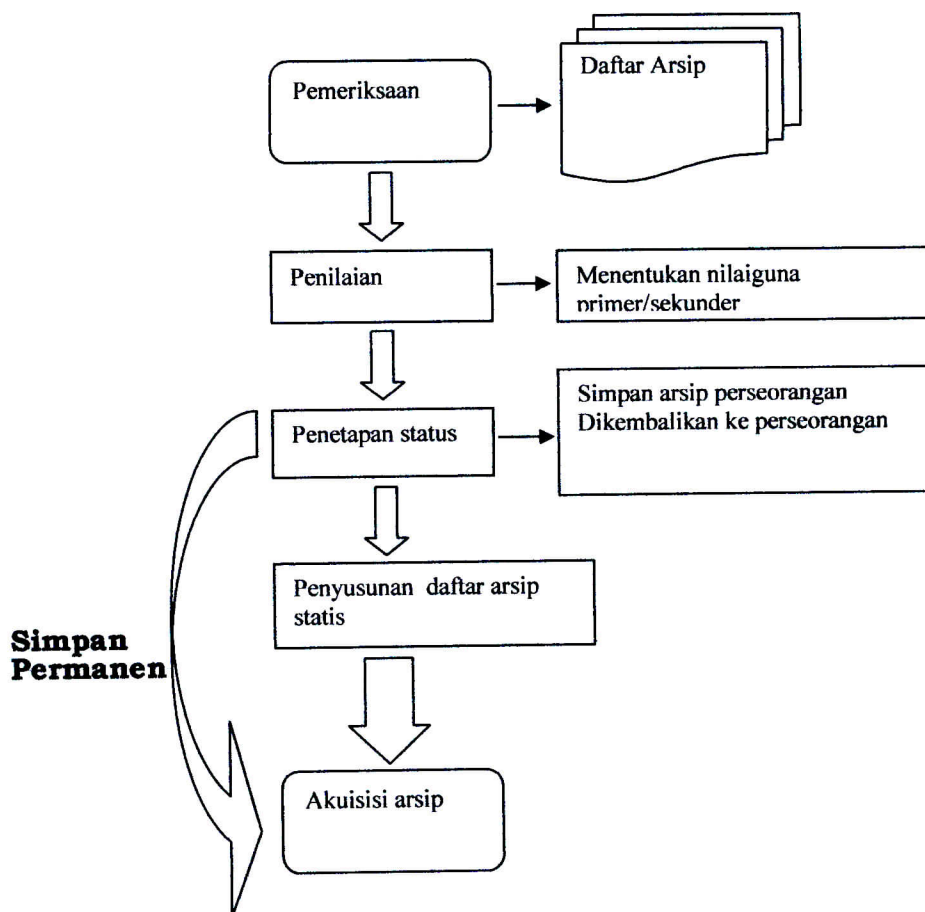 Pemeriksaan
Daftar Arsip
Penilaian
Menentukan nilaiguna
primer/sekunder
Penetapan status
Simpan arsip perseorangan
Dikembalikan ke perseorangan
Penyusunan daftar arsip
statis
Simpan
Permanen
Akuisisi arsip